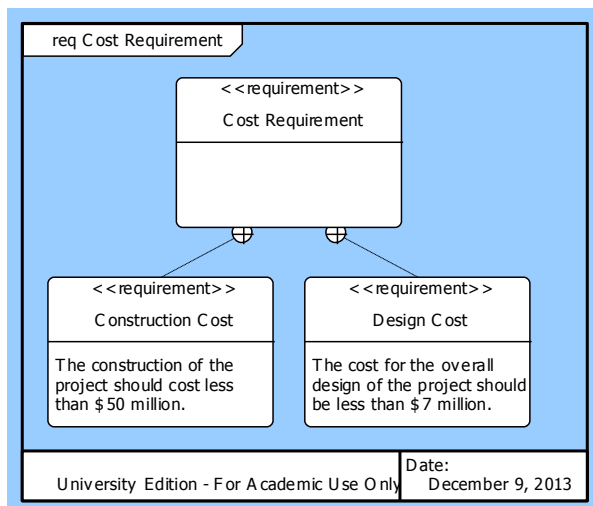 req Cost Requirement
<<requirement>>
Cost Requirement
<<requirement>>
Construction Cost
The construction of the
project should cost less
than $50 million.
<<requirement>>
Design Cost
The cost for the overall
design of the project should
be less than $7 million.
University Edition - For Academic Use Only
Date:
December 9, 2013